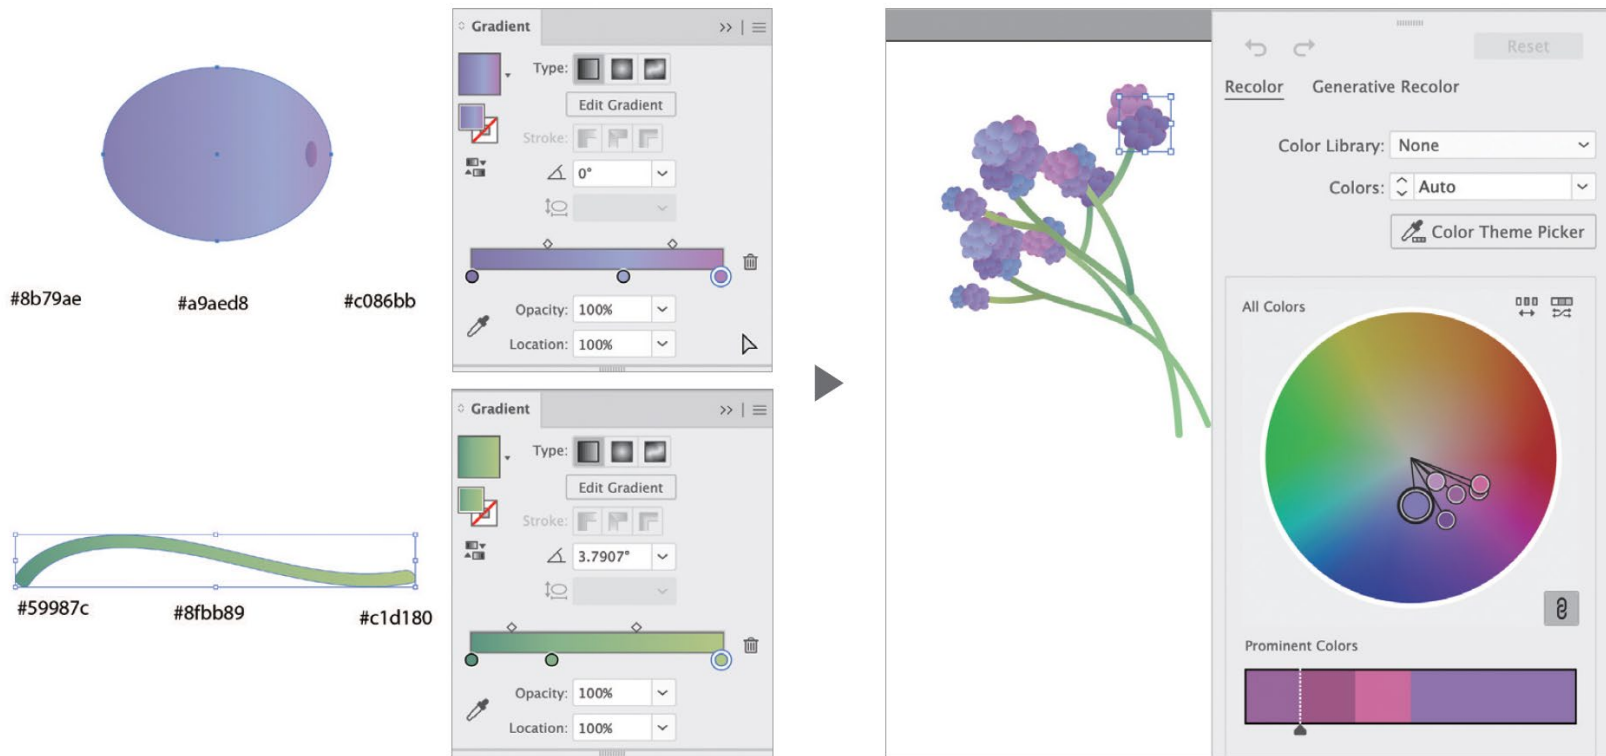 #8b79ae
#a9aed8
#c086bb
Gradient
Type:
Edit Gradient
Stroke:
0°
Opacity: 100%
Location: 100%
#59987c
#8fbb89
#c1d180
Gradient
Type:
Edit Gradient
Stroke:
3.7907°
Opacity: 100%
Location: 100%
Reset
Recolor Generative Recolor
Color Library: None
Colors: Auto
Color Theme Picker
All Colors
Prominent Colors